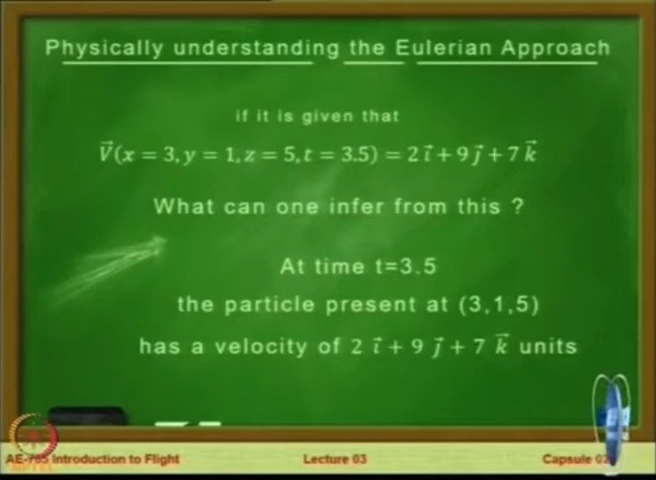 Physically understanding the Eulerian Approach
if it is given that
V⃗(x = 3, y = 1, z = 5, t = 3.5) = 2 i⃗ + 9 j⃗ + 7 k⃗
What can one infer from this ?
At time t=3.5
the particle present at (3,1,5)
has a velocity of 2 i⃗ + 9 j⃗ + 7 k⃗ units
Introduction to Flight
Lecture 03
Capsule
NPTEL